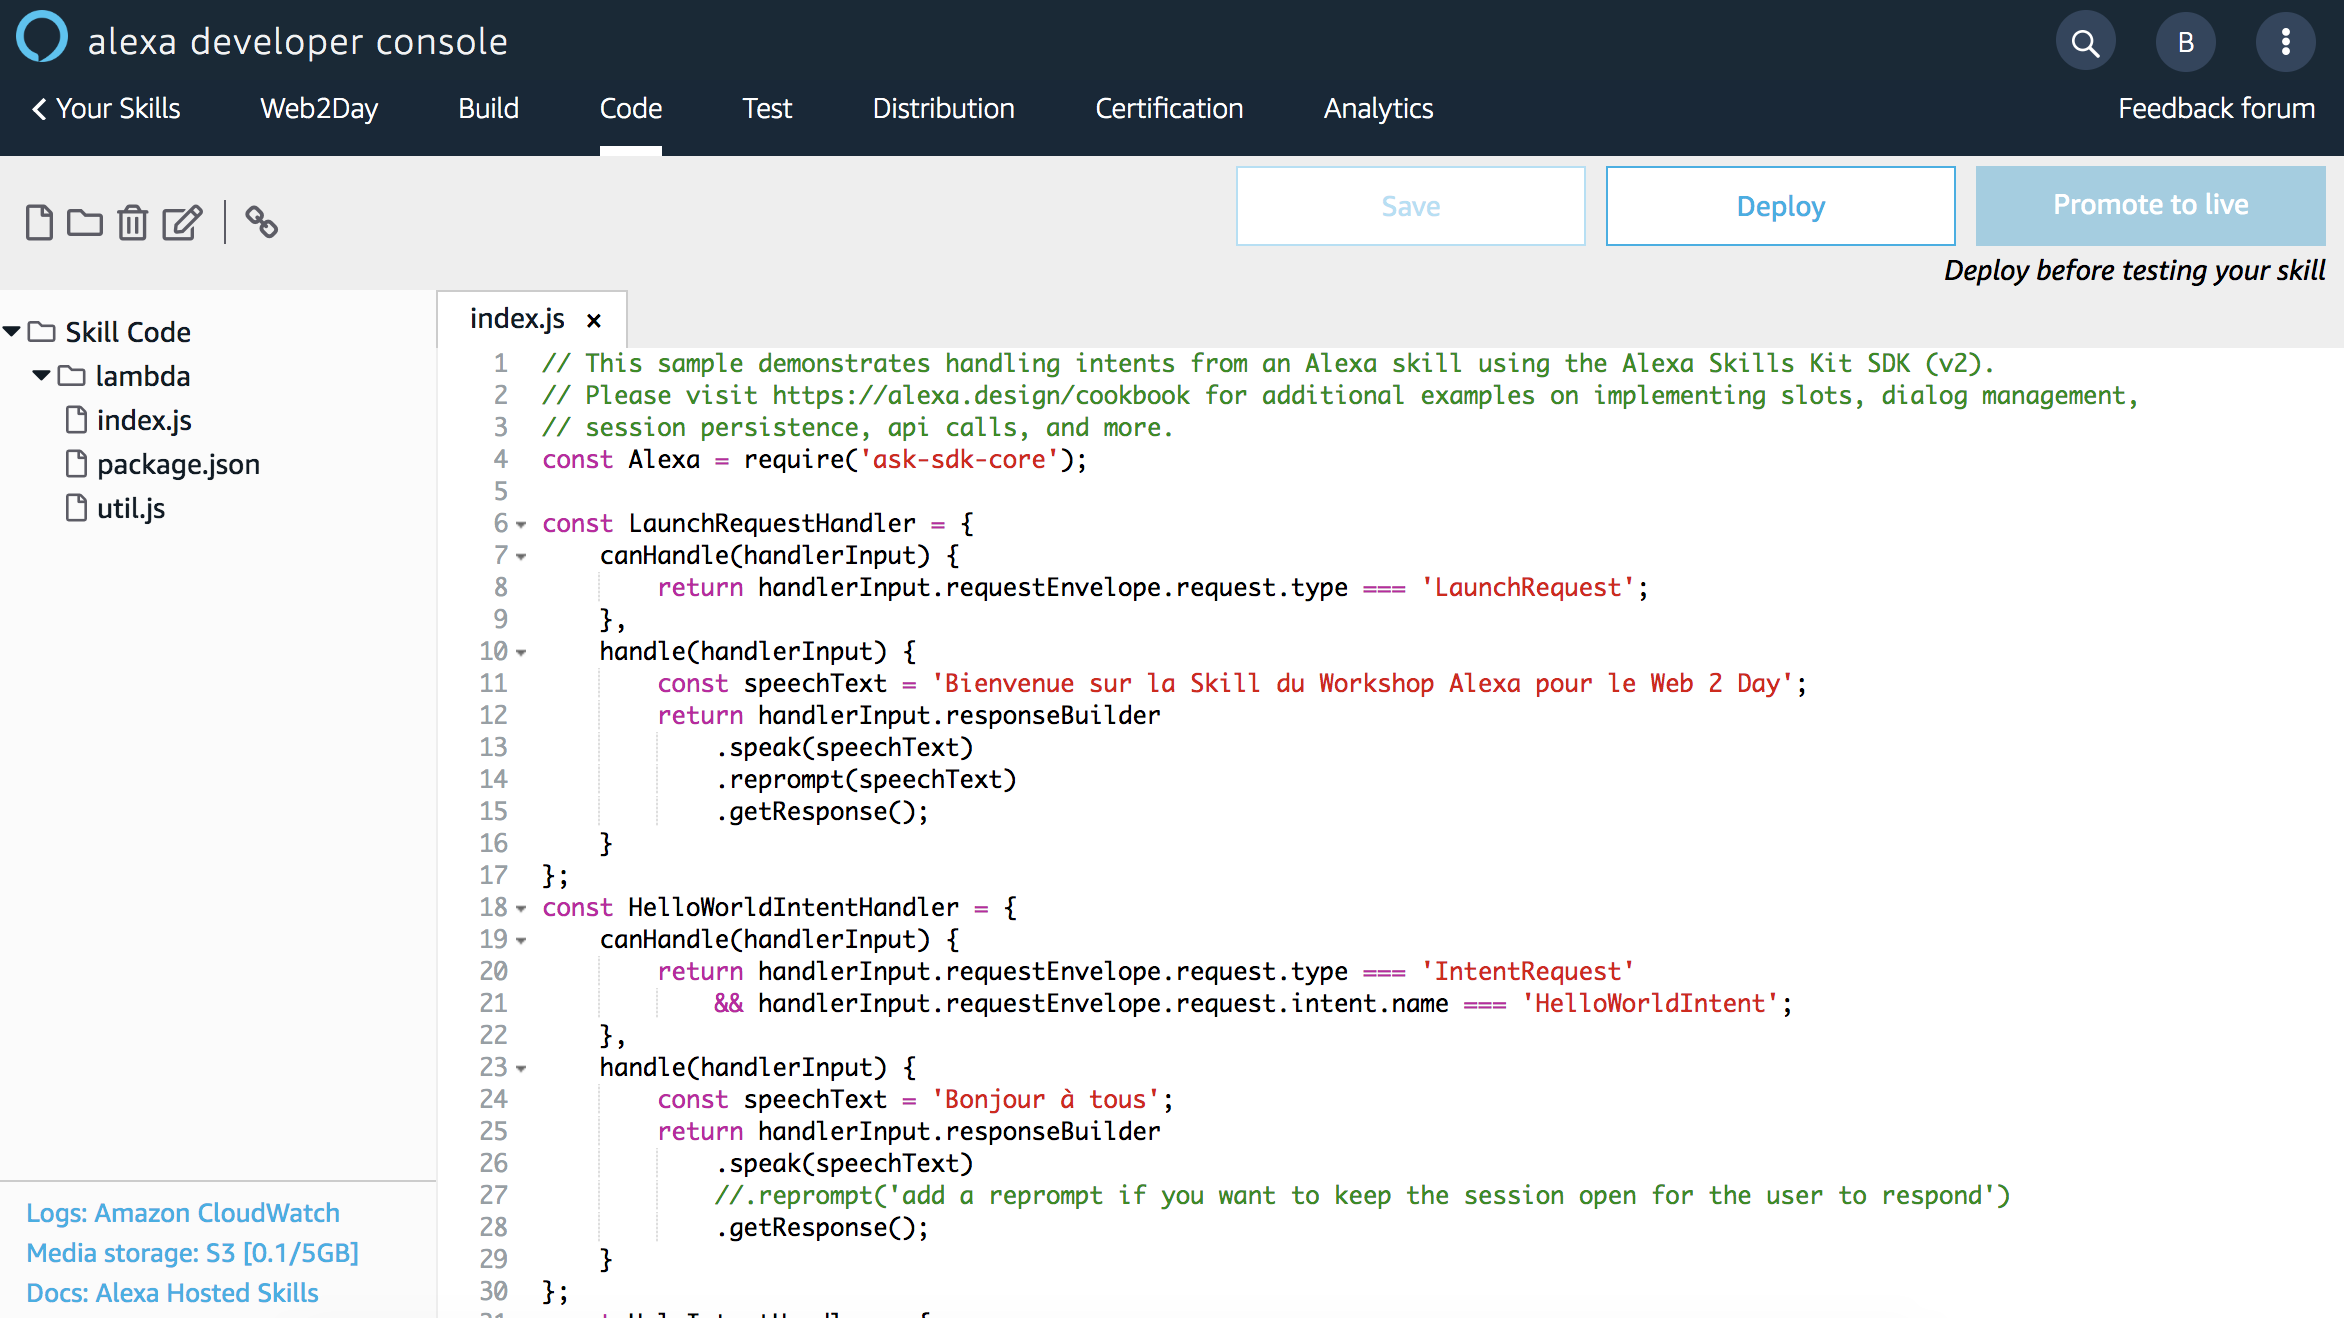 alexa developer console
B
Your Skills Web2Day Build Code Test Distribution Certification Analytics Feedback forum
Save Deploy Promote to live
Deploy before testing your skill
Skill Code
lambda
index.js
package.json
util.js
Logs: Amazon CloudWatch
Media storage: S3 [0.1/5GB]
Docs: Alexa Hosted Skills
index.js ×
1 // This sample demonstrates handling intents from an Alexa skill using the Alexa Skills Kit SDK (v2).
2 // Please visit https://alexa.design/cookbook for additional examples on implementing slots, dialog management,
3 // session persistence, api calls, and more.
4 const Alexa = require('ask-sdk-core');
5
6 const LaunchRequestHandler = {
7     canHandle(handlerInput) {
8         return handlerInput.requestEnvelope.request.type === 'LaunchRequest';
9     },
10     handle(handlerInput) {
11         const speechText = 'Bienvenue sur la Skill du Workshop Alexa pour le Web 2 Day';
12         return handlerInput.responseBuilder
13             .speak(speechText)
14             .reprompt(speechText)
15             .getResponse();
16     }
17 };
18 const HelloWorldIntentHandler = {
19     canHandle(handlerInput) {
20         return handlerInput.requestEnvelope.request.type === 'IntentRequest'
21             && handlerInput.requestEnvelope.request.intent.name === 'HelloWorldIntent';
22     },
23     handle(handlerInput) {
24         const speechText = 'Bonjour à tous';
25         return handlerInput.responseBuilder
26             .speak(speechText)
27             //.reprompt('add a reprompt if you want to keep the session open for the user to respond')
28             .getResponse();
29     }
30 };